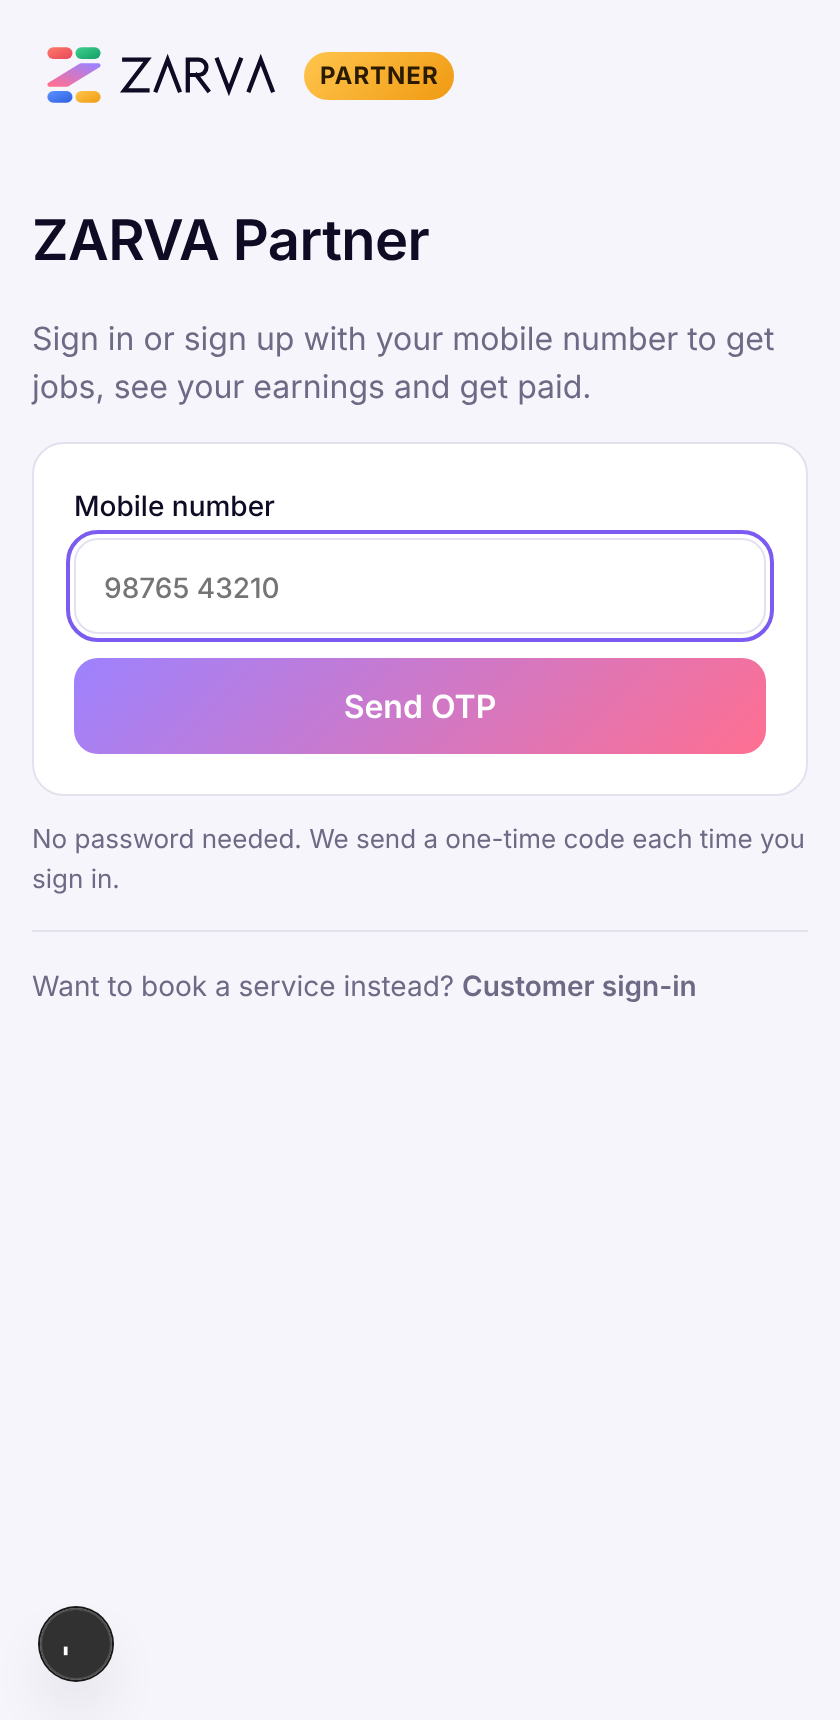 ZARVA PARTNER
ZARVA Partner
Sign in or sign up with your mobile number to get
jobs, see your earnings and get paid.
Mobile number
98765 43210
Send OTP
No password needed. We send a one-time code each time you
sign in.
Want to book a service instead? Customer sign-in